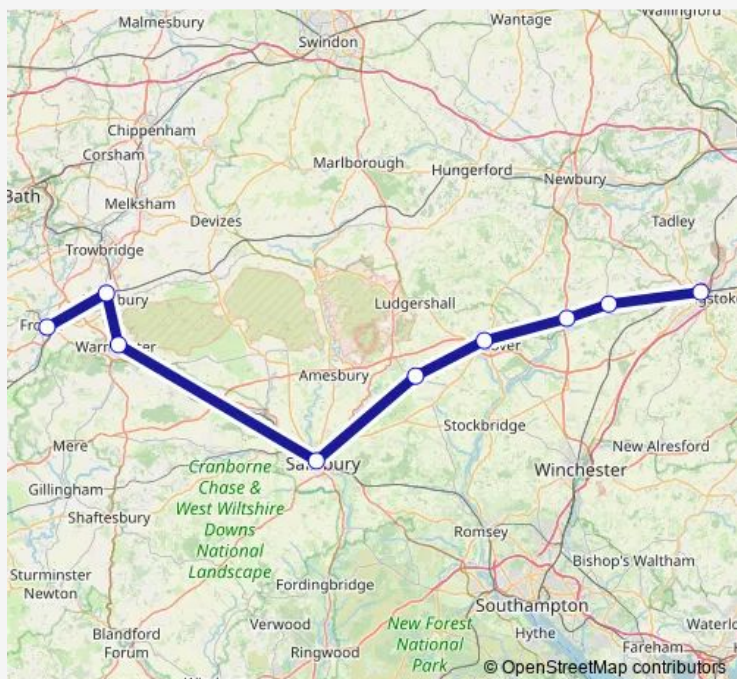 Malmesbury
Wantage
Swindon
Chippenham
Corsham
Marlborough
Hungerford
Newbury
Bath
Melksham
Devizes
Tadley
Trowbridge
Ludgershall
Amesbury
Stockbridge
New Alresford
Mere
Winchester
Cranborne
Chase &
West Wiltshire
Downs
National
Landscape
Gillingham
Shaftesbury
Romsey
Bishop's Waltham
Sturminster
Newton
Fordingbridge
Southampton
Verwood
New Forest
National
Park
Hythe
Blandford
Forum
Ringwood
Fareham
© OpenStreetMap contributors